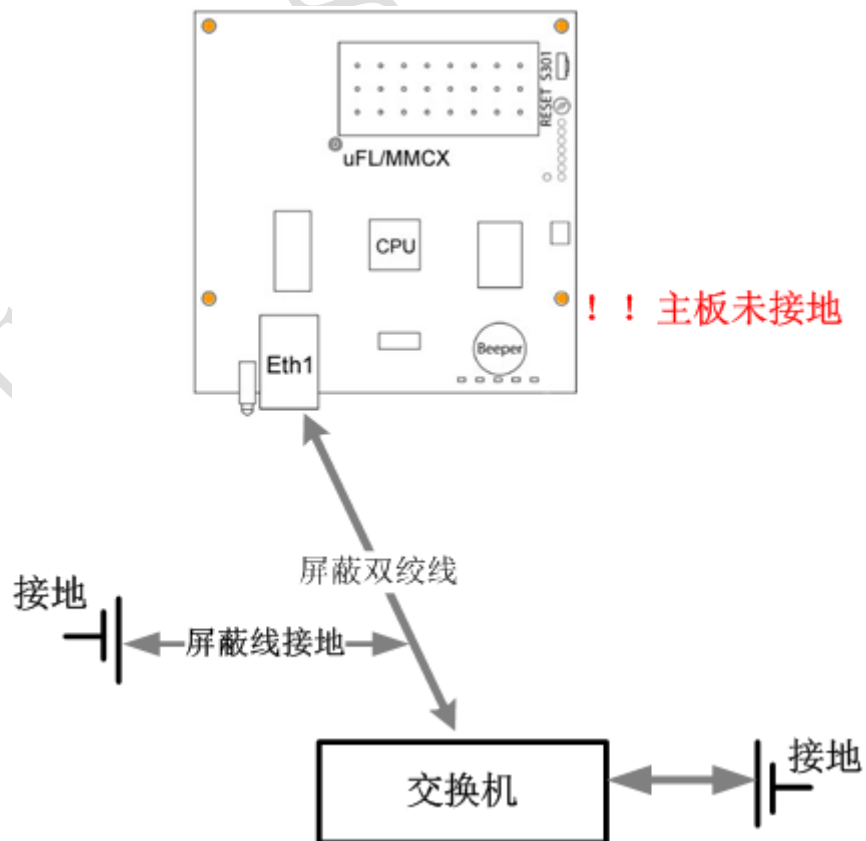 S301
RESET
uFL/MMCX
CPU
！！主板未接地
Eth1
Beeper
屏蔽双绞线
接地
屏蔽线接地
接地
交换机